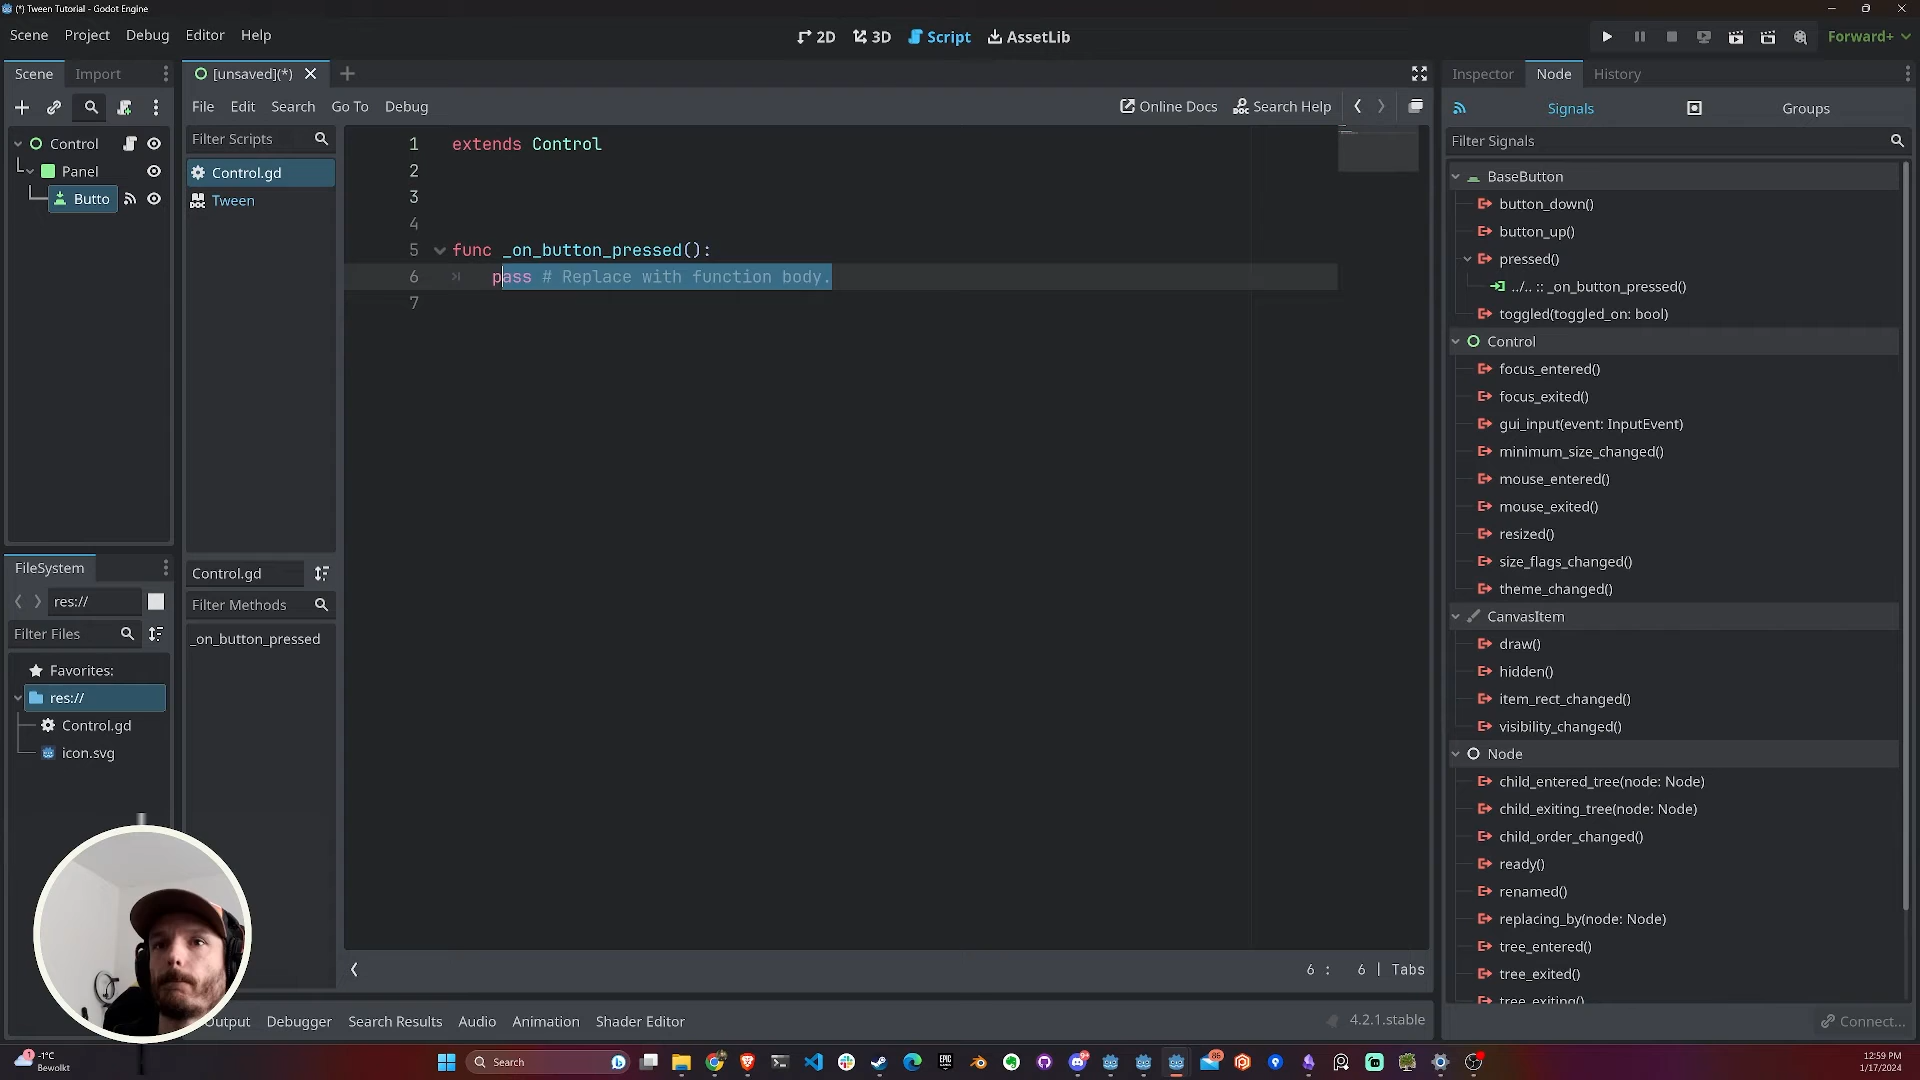 (*) Tween Tutorial - Godot Engine
Scene Project Debug Editor Help
2D 3D Script AssetLib
Forward+
Scene Import
[unsaved](*)
Inspector Node History
File Edit Search Go To Debug
Online Docs Search Help
Signals Groups
Control
Panel
Butto
Filter Scripts
Control.gd
Tween
1 extends Control
2
3
4
5 func _on_button_pressed():
6 pass # Replace with function body.
7
Filter Signals
BaseButton
button_down()
button_up()
pressed()
../.. :: _on_button_pressed()
toggled(toggled_on: bool)
Control
focus_entered()
focus_exited()
gui_input(event: InputEvent)
minimum_size_changed()
mouse_entered()
mouse_exited()
resized()
size_flags_changed()
theme_changed()
CanvasItem
draw()
hidden()
item_rect_changed()
visibility_changed()
Node
child_entered_tree(node: Node)
child_exiting_tree(node: Node)
child_order_changed()
ready()
renamed()
replacing_by(node: Node)
tree_entered()
tree_exited()
tree_exiting()
Connect...
FileSystem
res://
Filter Files
Favorites:
res://
Control.gd
icon.svg
Control.gd
Filter Methods
_on_button_pressed
6 : 6 | Tabs
Output Debugger Search Results Audio Animation Shader Editor
4.2.1.stable
1
-1°C
Bewolkt
Search
EPIC
GAMES
86
12:59 PM
1/17/2024